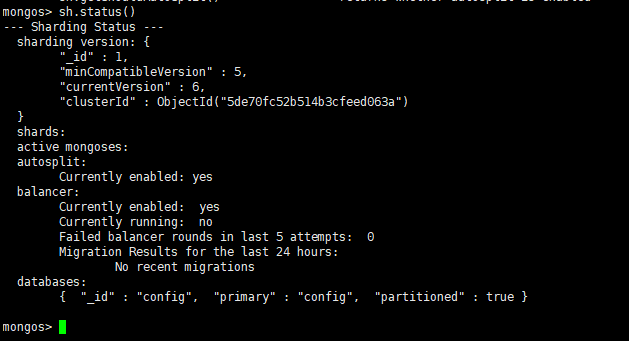 mongos> sh.status()
--- Sharding Status ---
  sharding version: {
        "_id" : 1,
        "minCompatibleVersion" : 5,
        "currentVersion" : 6,
        "clusterId" : ObjectId("5de70fc52b514b3cfeed063a")
  }
  shards:
  active mongoses:
  autosplit:
        Currently enabled: yes
  balancer:
        Currently enabled:  yes
        Currently running:  no
        Failed balancer rounds in last 5 attempts:  0
        Migration Results for the last 24 hours:
                No recent migrations
  databases:
        {  "_id" : "config",  "primary" : "config",  "partitioned" : true }
mongos>